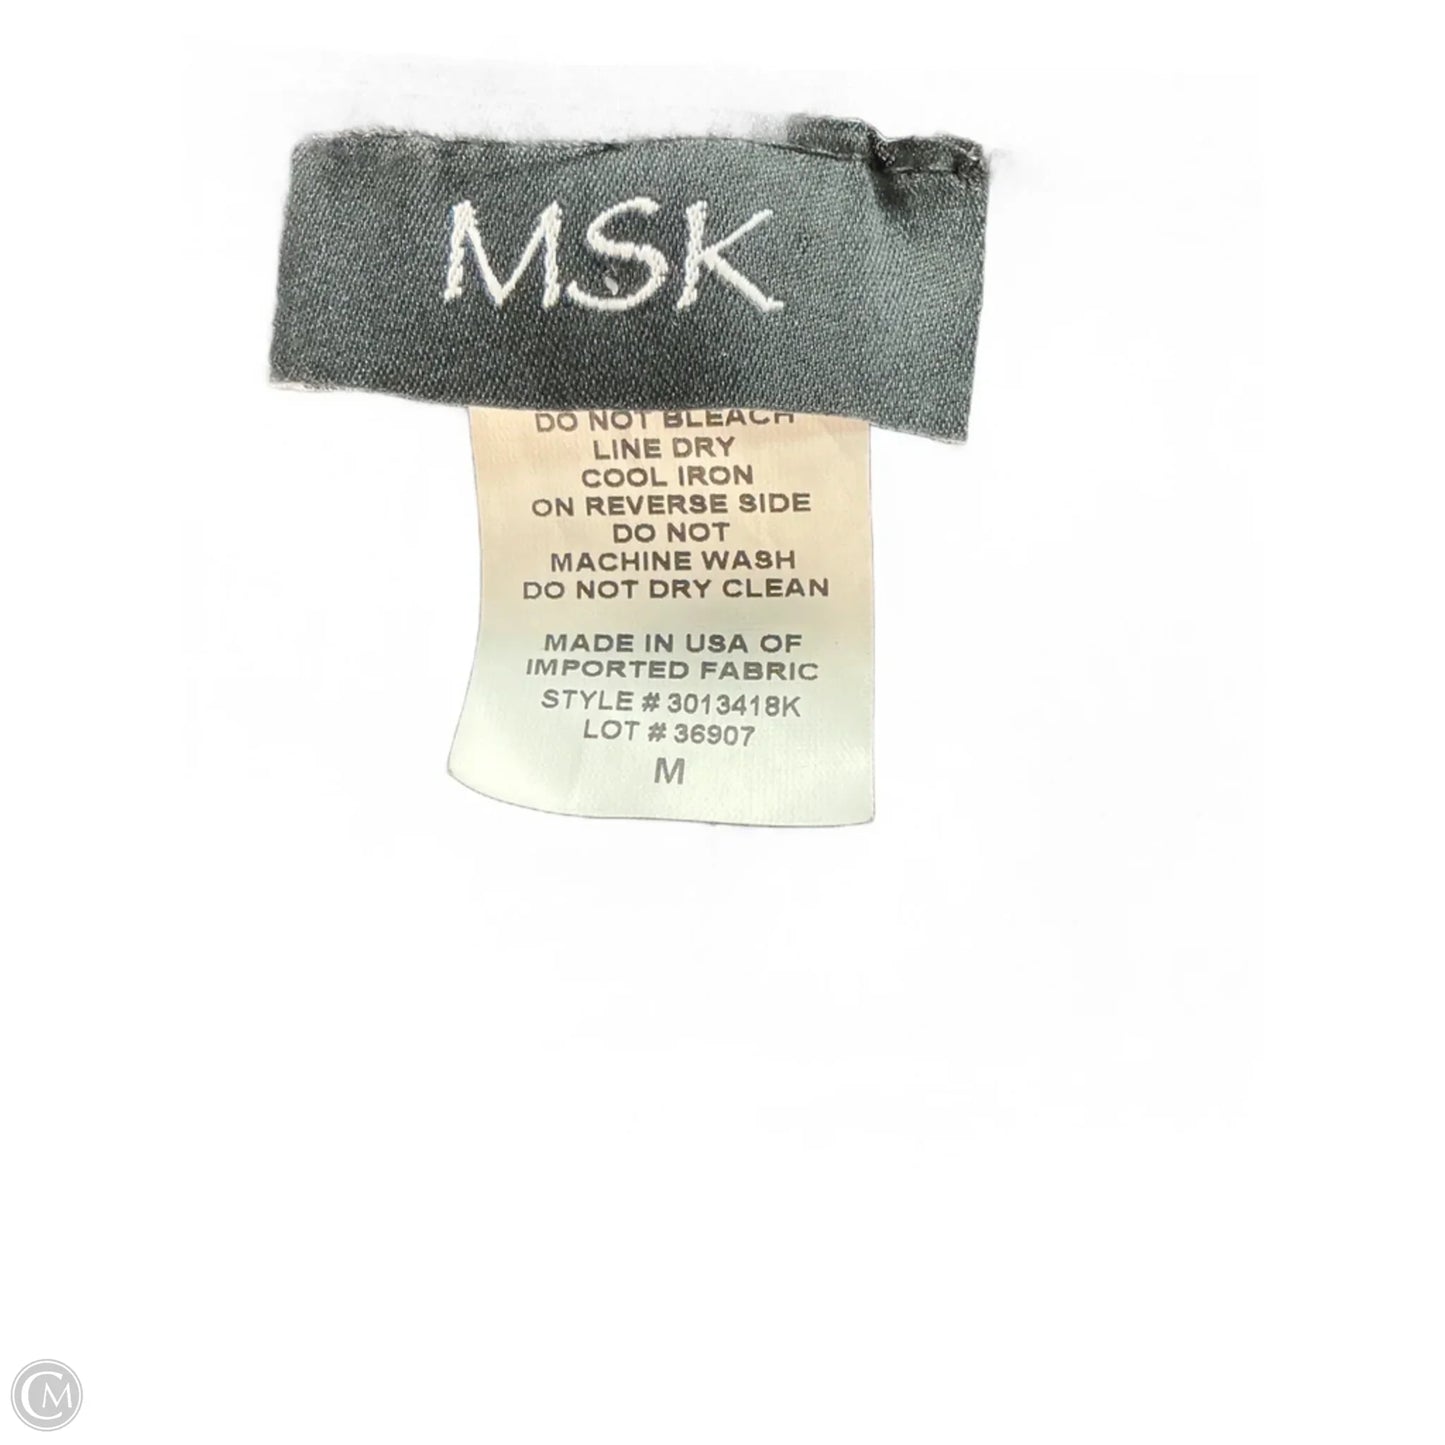 MSK
DO NOT BLEACH
LINE DRY
COOL IRON
ON REVERSE SIDE
DO NOT
MACHINE WASH
DO NOT DRY CLEAN
MADE IN USA OF
IMPORTED FABRIC
STYLE # 3013418K
LOT # 36907
M
CM